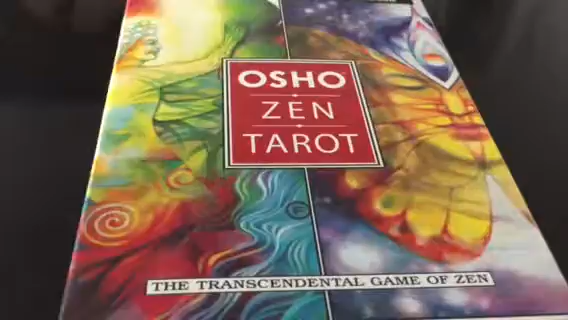 OSHO
ZEN
TAROT
THE TRANSCENDENTAL GAME OF ZEN